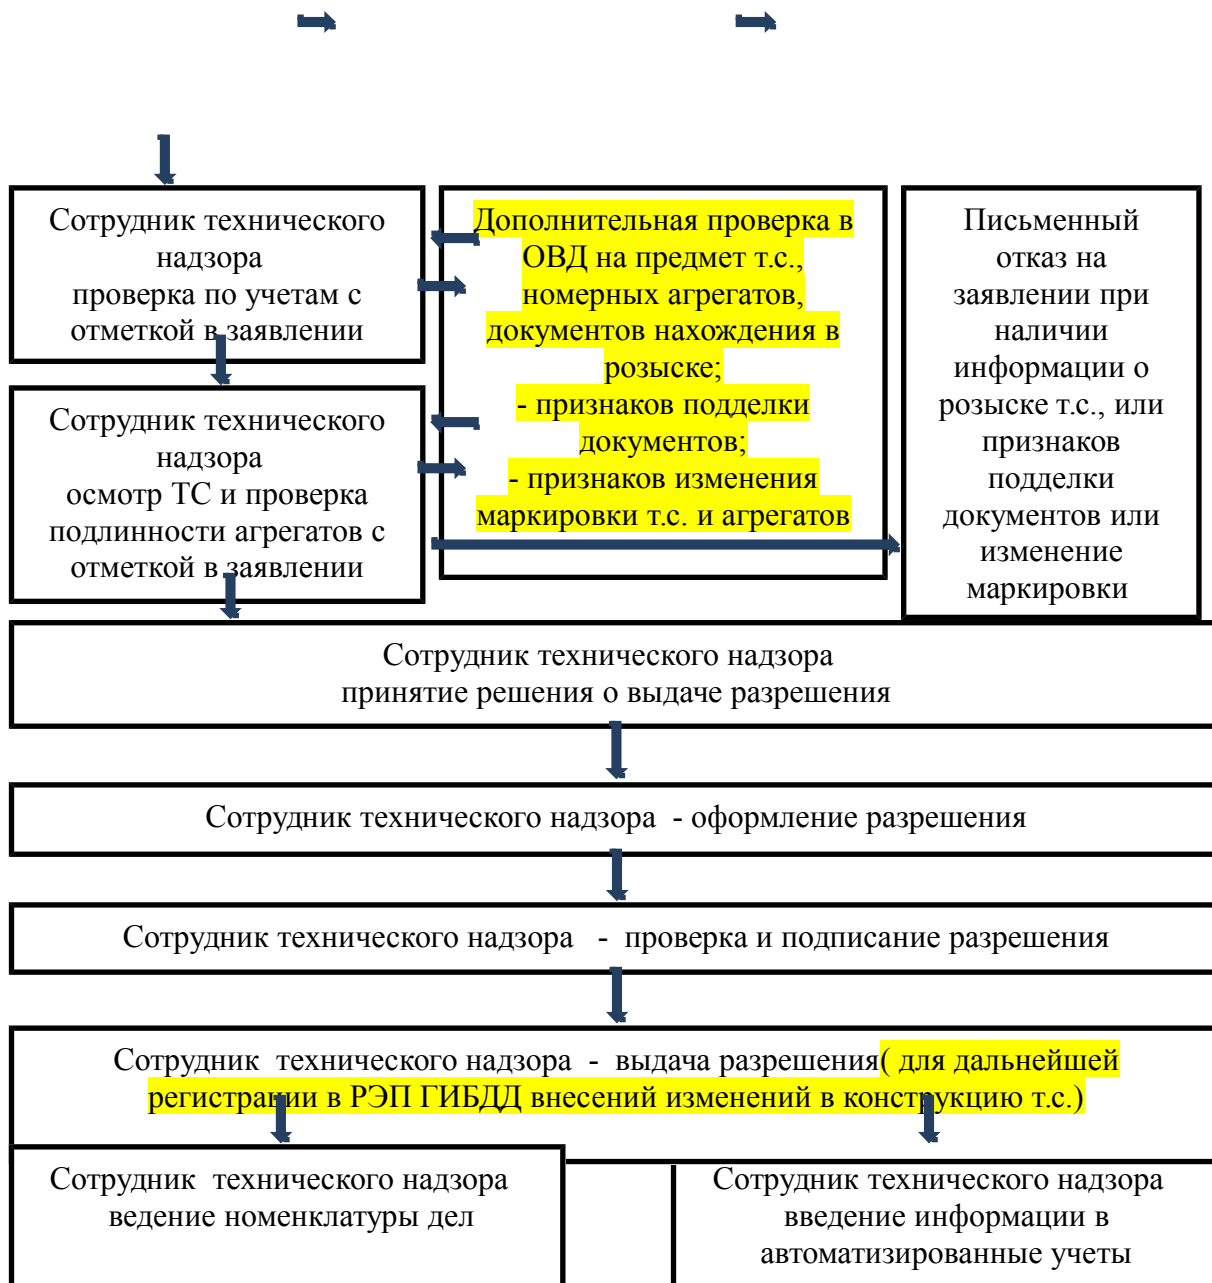 Сотрудник технического
надзора
проверка по учетам с
отметкой в заявлении
Дополнительная проверка в
ОВД на предмет т.с.,
номерных агрегатов,
документов нахождения в
розыске;
- признаков подделки
документов;
- признаков изменения
маркировки т.с. и агрегатов
Письменный
отказ на
заявлении при
наличии
информации о
розыске т.с., или
признаков
подделки
документов или
изменение
маркировки
Сотрудник технического
надзора
осмотр ТС и проверка
подлинности агрегатов с
отметкой в заявлении
Сотрудник технического надзора
принятие решения о выдаче разрешения
Сотрудник технического надзора - оформление разрешения
Сотрудник технического надзора - проверка и подписание разрешения
Сотрудник технического надзора - выдача разрешения( для дальнейшей
регистрации в РЭП ГИБДД внесений изменений в конструкцию т.с.)
Сотрудник технического надзора
ведение номенклатуры дел
Сотрудник технического надзора
введение информации в
автоматизированные учеты